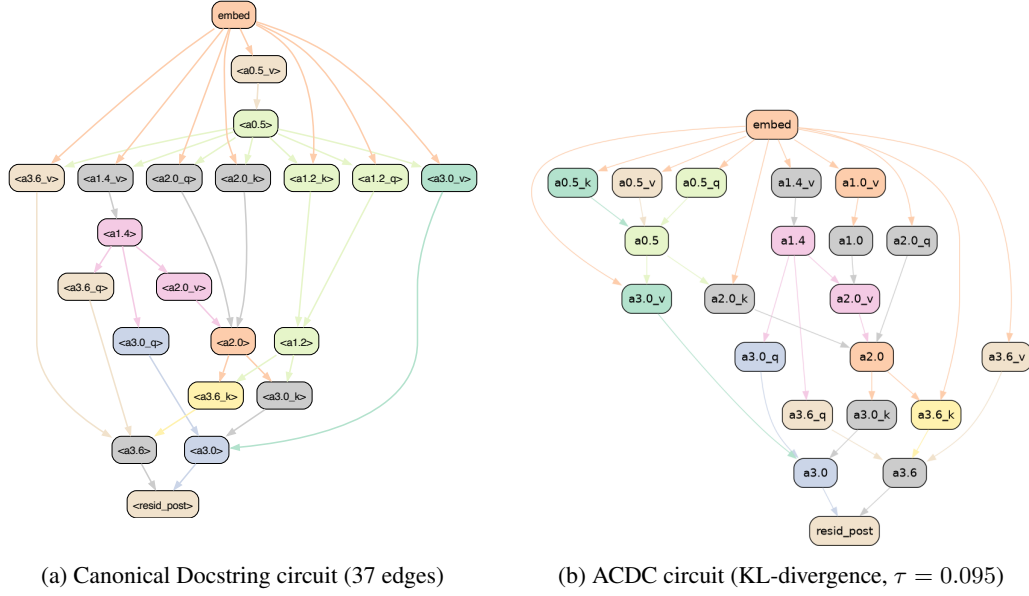 embed
<a0.5_v>
<a0.5>
<a3.6_v> <a1.4_v> <a2.0_q> <a2.0_k> <a1.2_k> <a1.2_q> <a3.0_v>
<a1.4>
<a3.6_q> <a2.0_v>
<a3.0_q> <a2.0> <a1.2>
<a3.6_k> <a3.0_k>
<a3.6> <a3.0>
<resid_post>
(a) Canonical Docstring circuit (37 edges)
embed
a0.5_k a0.5_v a0.5_q a1.4_v a1.0_v
a0.5 a1.4 a1.0 a2.0_q
a3.0_v a2.0_k a2.0_v
a3.0_q a2.0 a3.6_v
a3.6_q a3.0_k a3.6_k
a3.0 a3.6
resid_post
(b) ACDC circuit (KL-divergence, τ = 0.095)